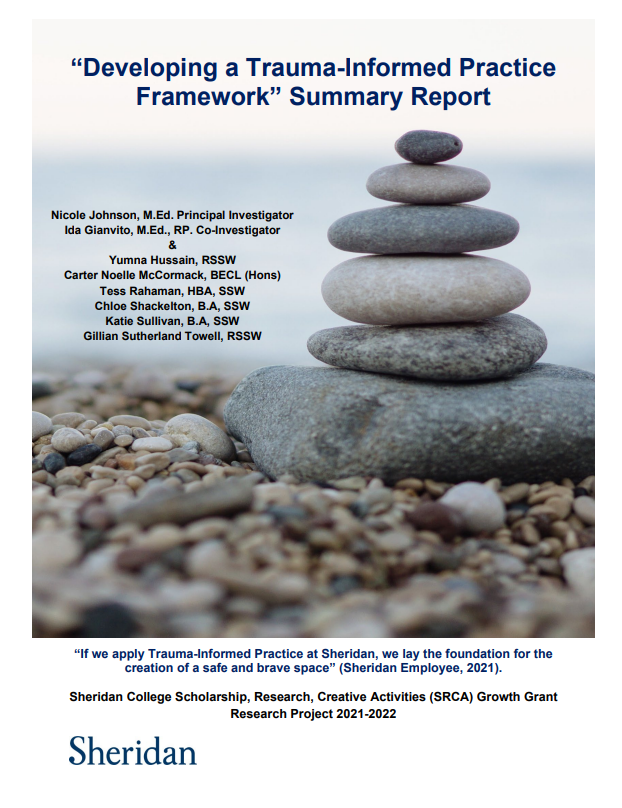 “Developing a Trauma-Informed Practice
Framework” Summary Report
Nicole Johnson, M.Ed. Principal Investigator
Ida Gianvito, M.Ed., RP. Co-Investigator
&
Yumna Hussain, RSSW
Carter Noelle McCormack, BECL (Hons)
Tess Rahaman, HBA, SSW
Chloe Shackelton, B.A, SSW
Katie Sullivan, B.A, SSW
Gillian Sutherland Towell, RSSW
“If we apply Trauma-Informed Practice at Sheridan, we lay the foundation for the
creation of a safe and brave space” (Sheridan Employee, 2021).
Sheridan College Scholarship, Research, Creative Activities (SRCA) Growth Grant
Research Project 2021-2022
Sheridan